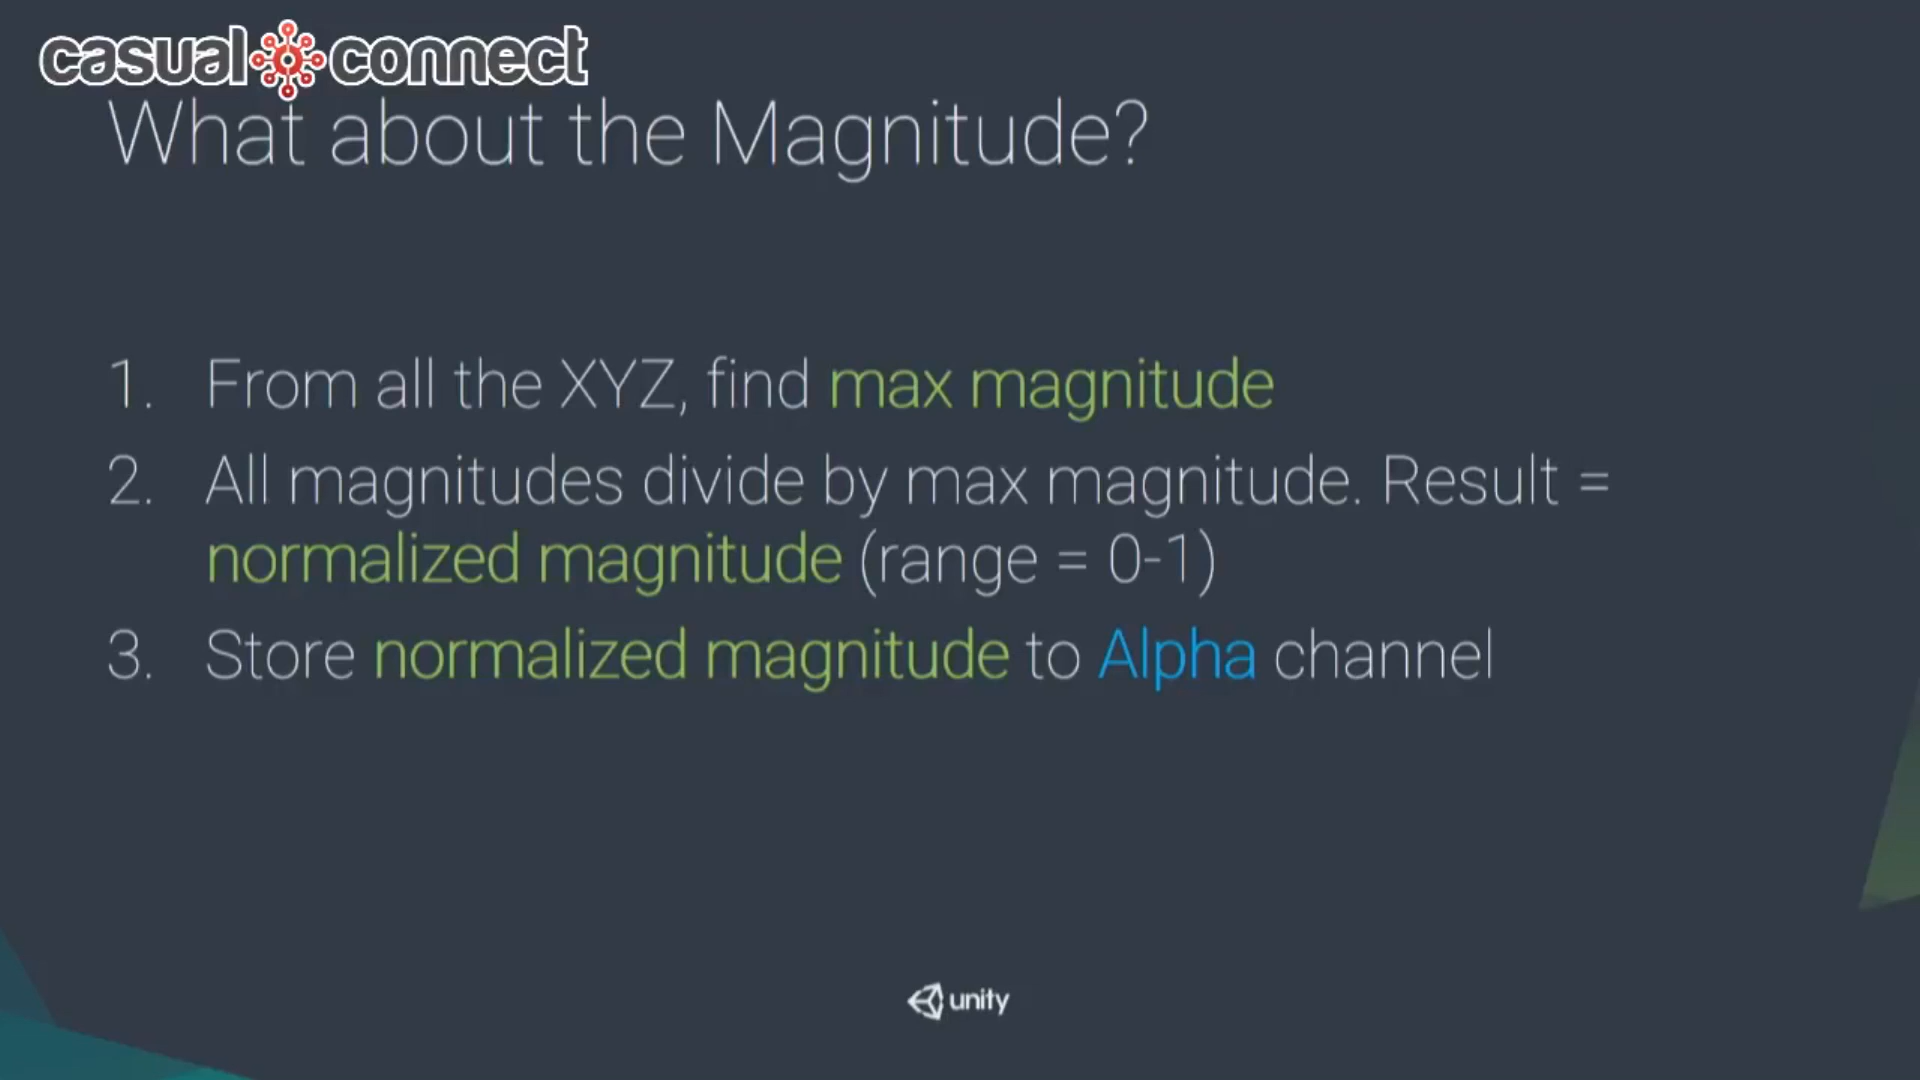 casual connect
What about the Magnitude?
1. From all the XYZ, find max magnitude
2. All magnitudes divide by max magnitude. Result =
normalized magnitude (range = 0-1)
3. Store normalized magnitude to Alpha channel
unity